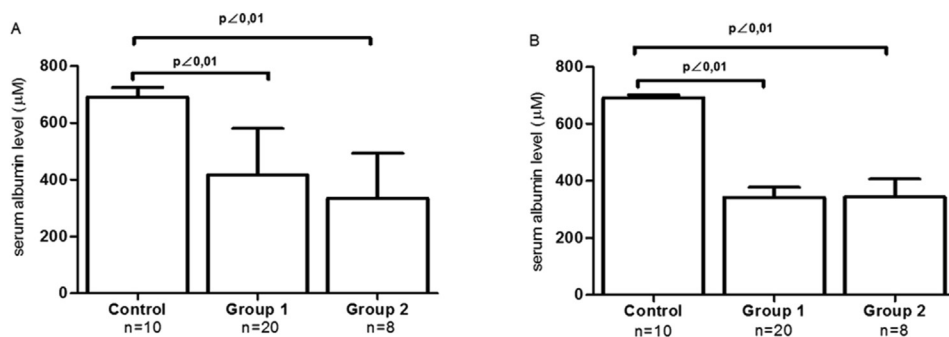 A
p∠0,01
p∠0,01
serum albumin level (μM)
800
600
400
200
0
Control
n=10
Group 1
n=20
Group 2
n=8
B
p∠0,01
p∠0,01
serum albumin level (μM)
800
600
400
200
0
Control
n=10
Group 1
n=20
Group 2
n=8